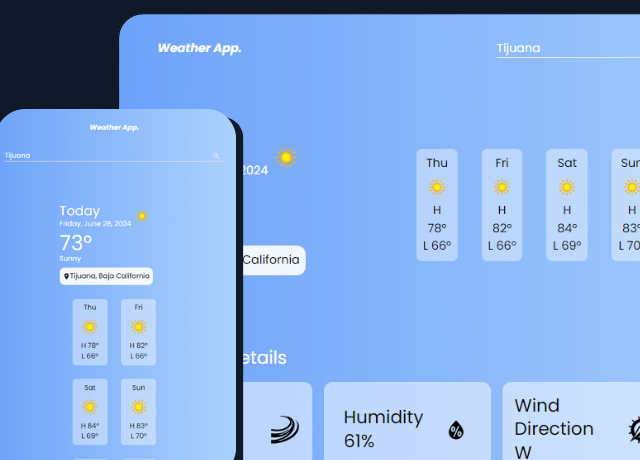 Weather App.
Tijuana
2024
California
Thu
H
78°
L 66°
Fri
H
82°
L 66°
Sat
H
84°
L 69°
Sun
H
83°
L 70
etails
Humidity
61%
Wind
Direction
W
Weather App.
Tijuana
Today
Friday, June 28, 2024
73°
Sunny
Tijuana, Baja California
Thu
H 78°
L 66°
Fri
H 82°
L 66°
Sat
H 84°
L 69°
Sun
H 83°
L 70°